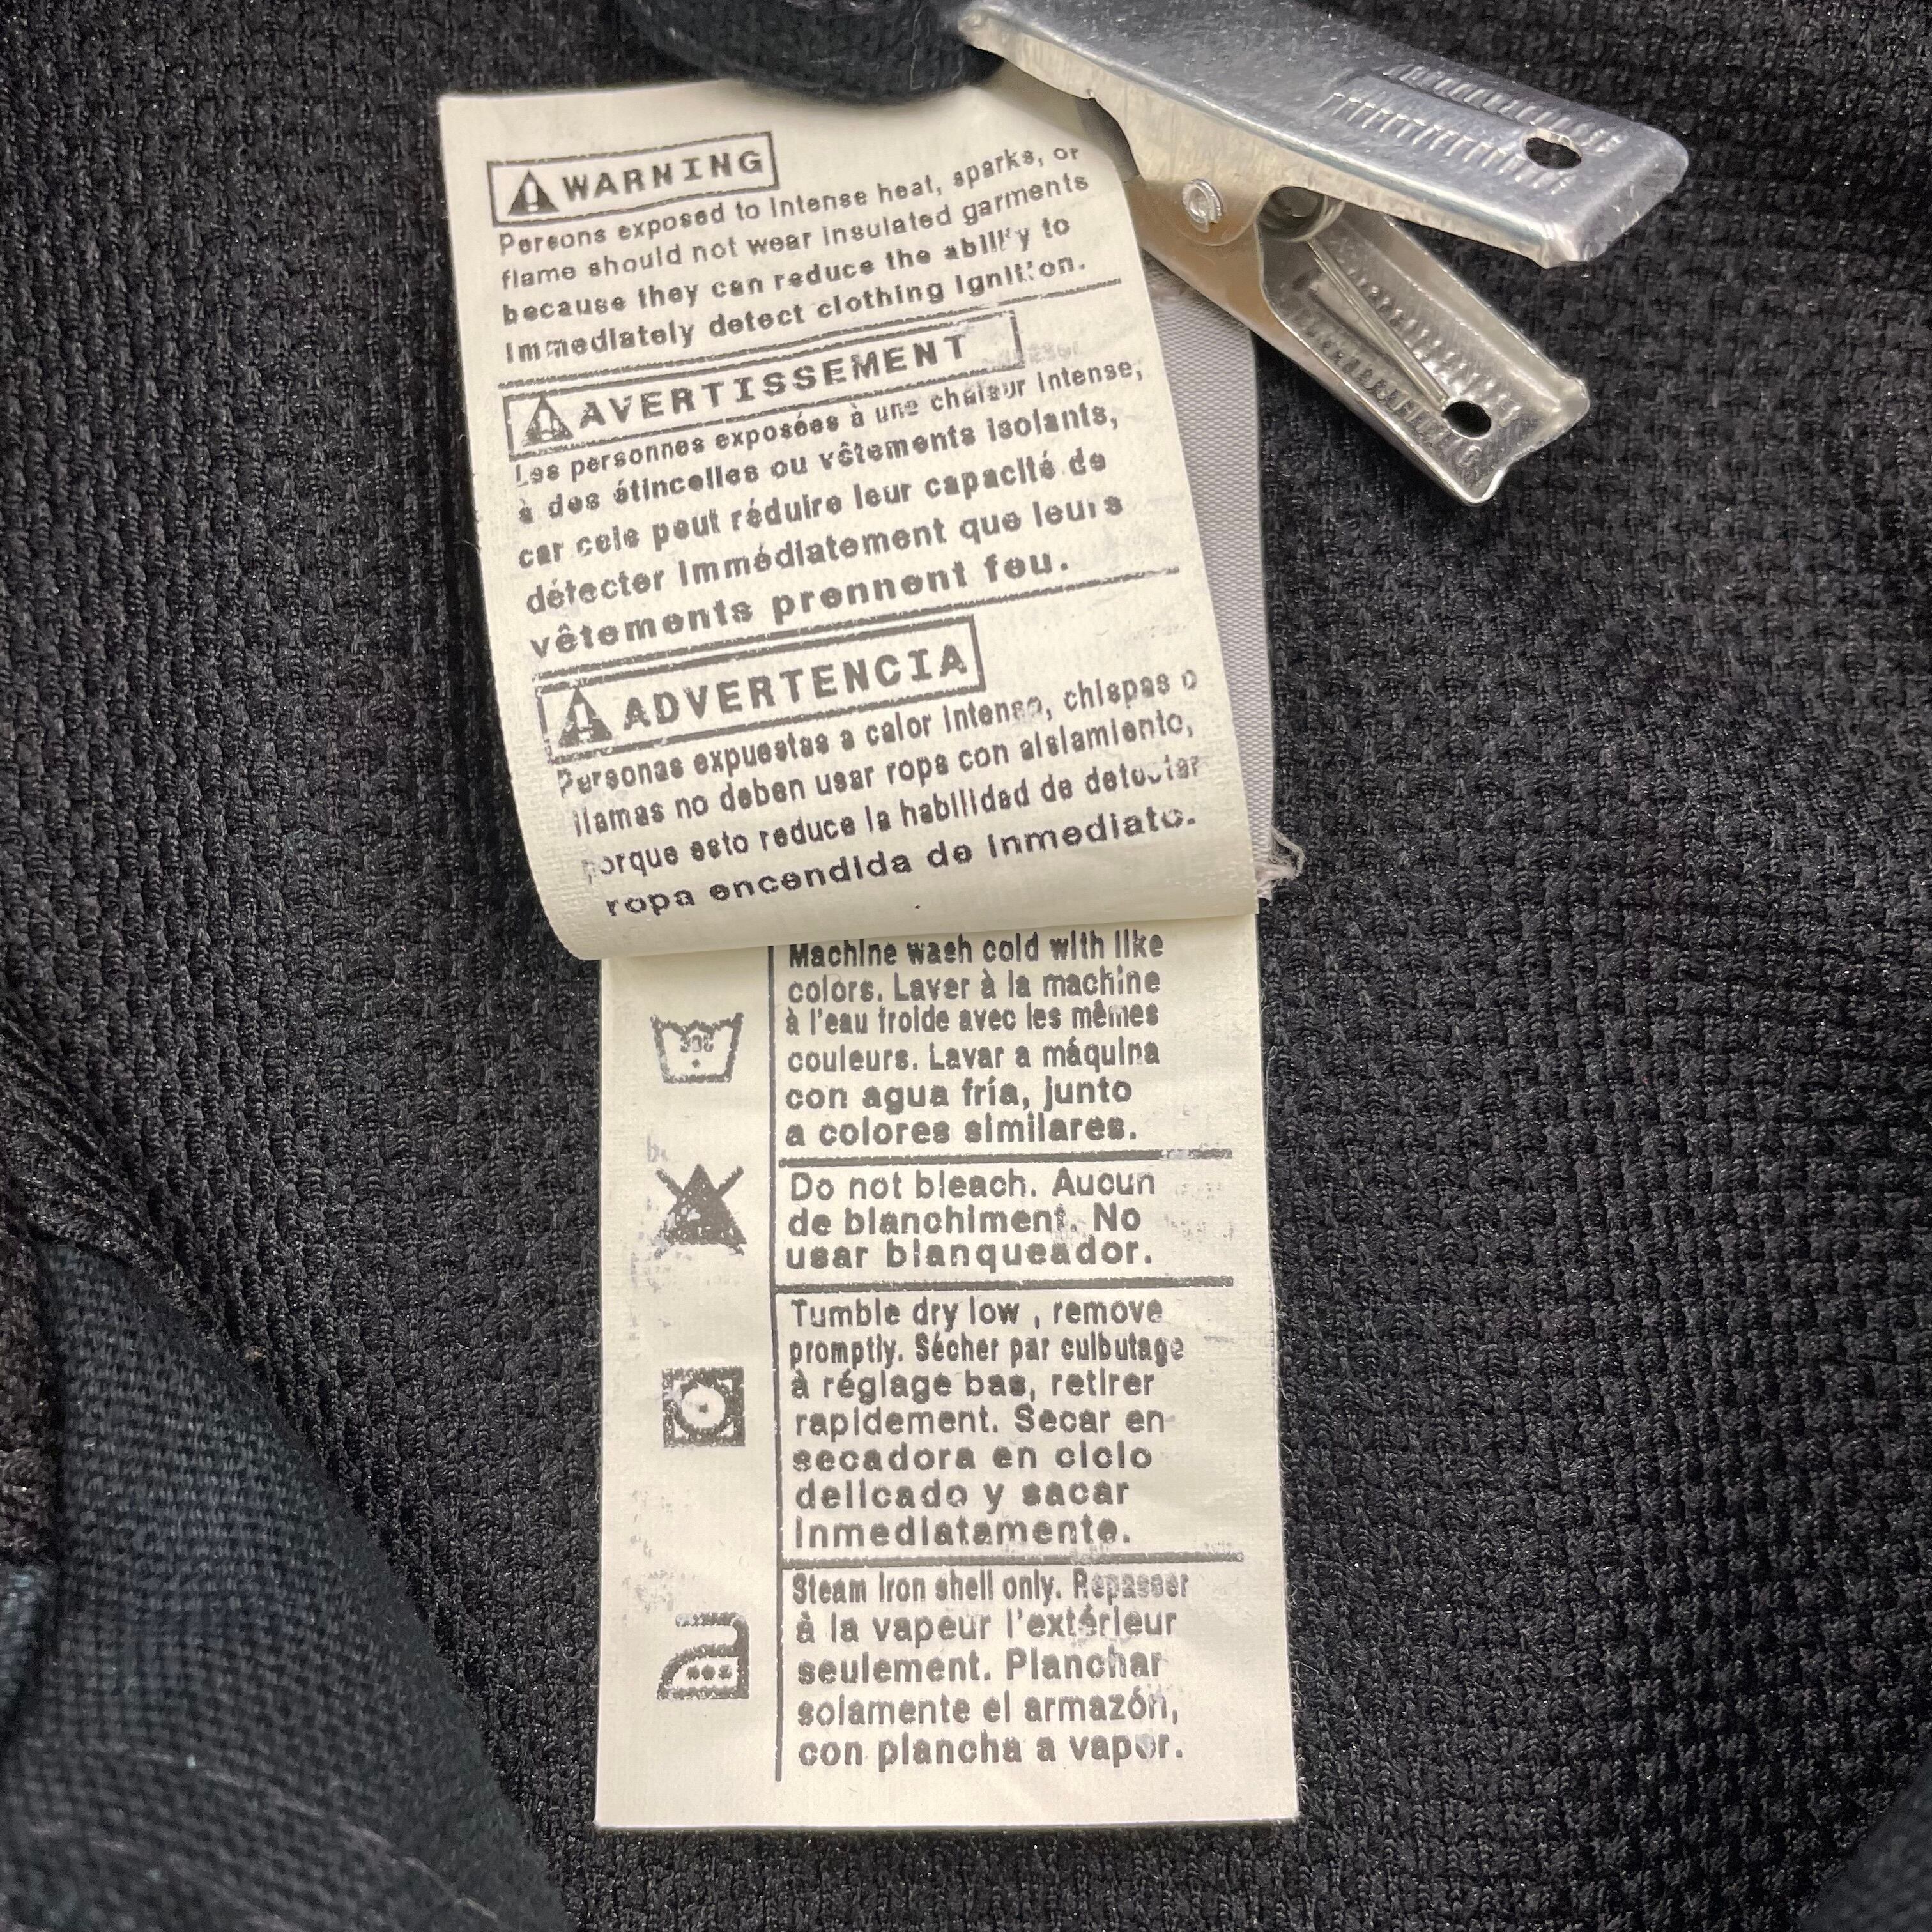 WARNING
Persons exposed to intense heat, sparks, or
flame should not wear insulated garments
because they can reduce the ability to
immediately detect clothing ignition.
AVERTISSEMENT
Les personnes exposées à une chaleur intense,
à des étincelles ou vêtements isolants,
car cele peut réduire leur capacité de
détecter immédiatement que leurs
vêtements prennent feu.
ADVERTENCIA
Personas expuestas a calor intenso, chispas o
llamas no deben usar ropa con aislamiento,
porque esto reduce la habilidad de detectar
ropa encendida de inmediato.
Machine wash cold with like
colors. Laver à la machine
à l'eau froide avec les mêmes
couleurs. Lavar a máquina
con agua fría, junto
a colores similares.
Do not bleach. Aucun
de blanchiment. No
usar blanqueador.
Tumble dry low , remove
promptly. Sécher par culbutage
à réglage bas, retirer
rapidement. Secar en
secadora en ciclo
delicado y sacar
inmediatamente.
Steam iron shell only. Repasser
à la vapeur l'extérieur
seulement. Planchar
solamente el armazón,
con plancha a vapor.